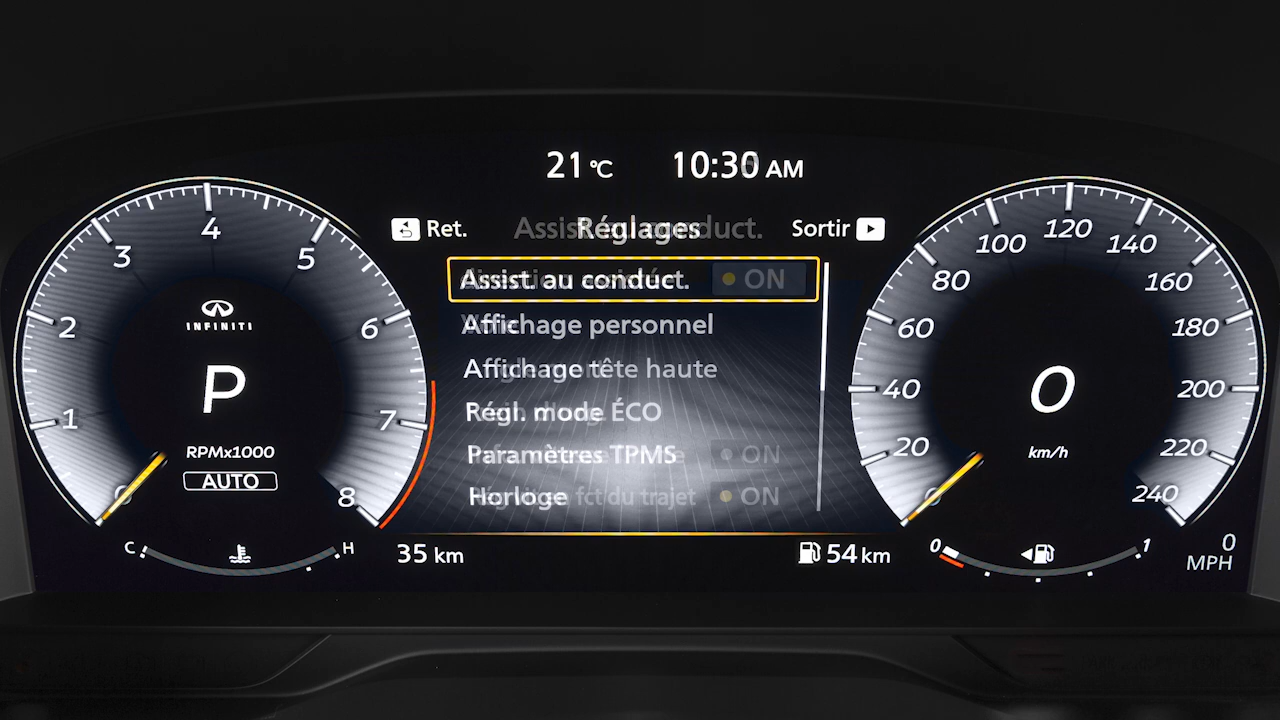 21 °C 10:30 AM
Ret. Réglages Sortir
Assist. au conduct. ON
Affichage personnel
Affichage tête haute
Régl. mode ÉCO
Paramètres TPMS ON
Horloge fct du trajet ON
35 km 54 km
0 1 2 3 4 5 6 7 8
INFINITI
P
RPMx1000
AUTO
C H
0 20 40 60 80 100 120 140 160 180 200 220 240
0
km/h
0 1
0
MPH